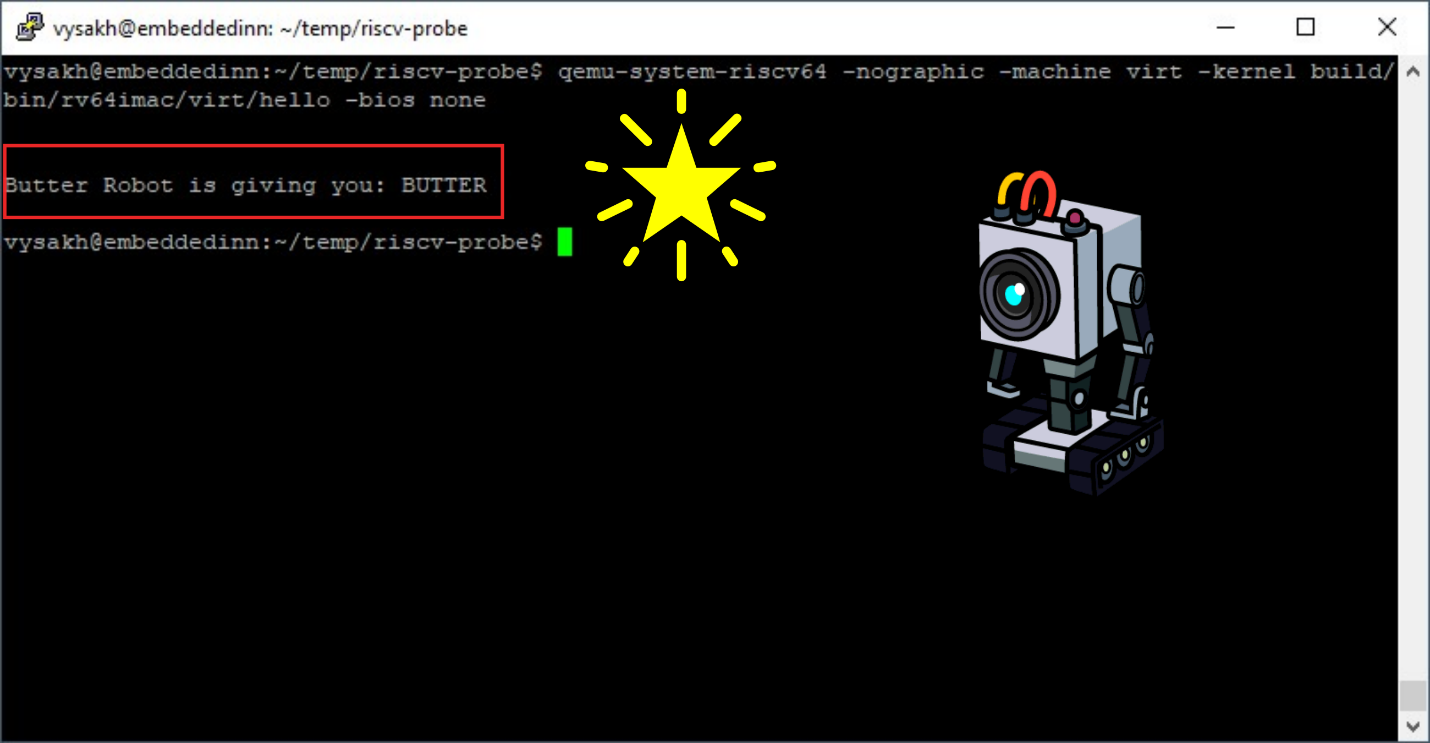 vysakh@embeddedinn: ~/temp/riscv-probe
vysakh@embeddedinn:~/temp/riscv-probe$ qemu-system-riscv64 -nographic -machine virt -kernel build/
bin/rv64imac/virt/hello -bios none
Butter Robot is giving you: BUTTER
vysakh@embeddedinn:~/temp/riscv-probe$